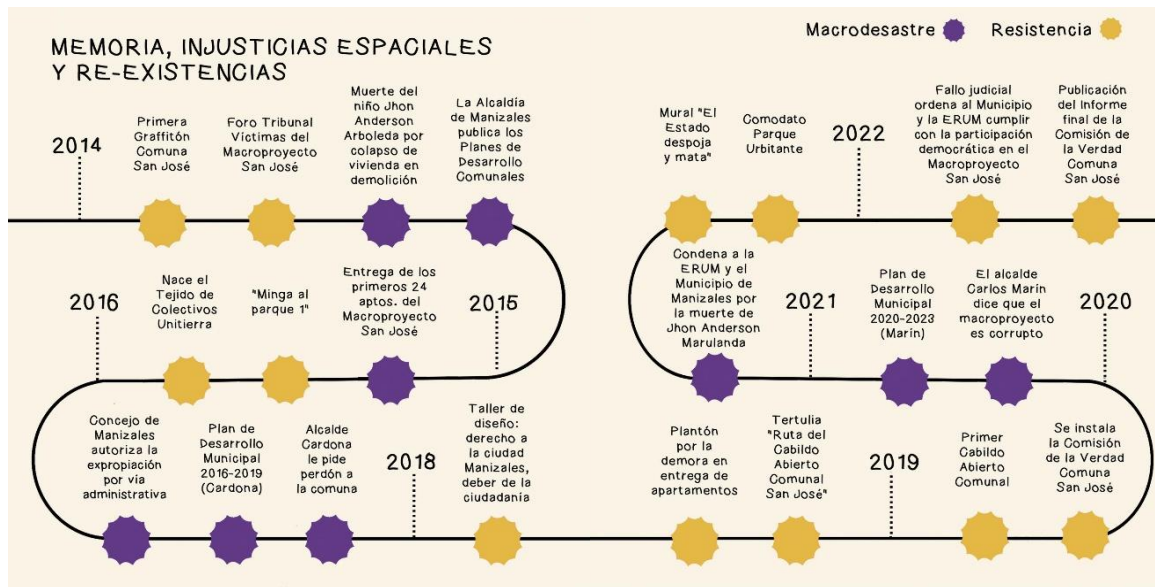 MEMORIA, INJUSTICIAS ESPACIALES
Y RE-EXISTENCIAS
Macrodesastre
Resistencia
2014
Primera
Graffitón
Comuna
San José
Foro Tribunal
Víctimas del
Macroproyecto
San José
Muerte del
niño Jhon
Anderson
Arboleda por
colapso de
vivienda en
demolición
La Alcaldía
de Manizales
publica los
Planes de
Desarrollo
Comunales
2015
Entrega de los
primeros 24
aptos. del
Macroproyecto
San José
"Minga al
parque 1"
Nace el
Tejido de
Colectivos
Unitierra
2016
Concejo de
Manizales
autoriza la
expropiación
por vía
administrativa
Plan de
Desarrollo
Municipal
2016-2019
(Cardona)
Alcalde
Cardona
le pide
perdón a
la comuna
2018
Taller de
diseño:
derecho a
la ciudad
Manizales,
deber de la
ciudadanía
Plantón
por la
demora en
entrega de
apartamentos
Tertulia
"Ruta del
Cabildo
Abierto
Comunal
San José"
2019
Primer
Cabildo
Abierto
Comunal
Se instala
la Comisión
de la Verdad
Comuna
San José
2020
El alcalde
Carlos Marín
dice que el
macroproyecto
es corrupto
Plan de
Desarrollo
Municipal
2020-2023
(Marín)
2021
Condena a la
ERUM y el
Municipio de
Manizales por
la muerte de
Jhon Anderson
Marulanda
Mural "El
Estado
despoja
y mata"
Comodato
Parque
Urbitante
2022
Fallo judicial
ordena al Municipio
y la ERUM cumplir
con la participación
democrática en el
Macroproyecto
San José
Publicación
del Informe
final de la
Comisión de
la Verdad
Comuna
San José